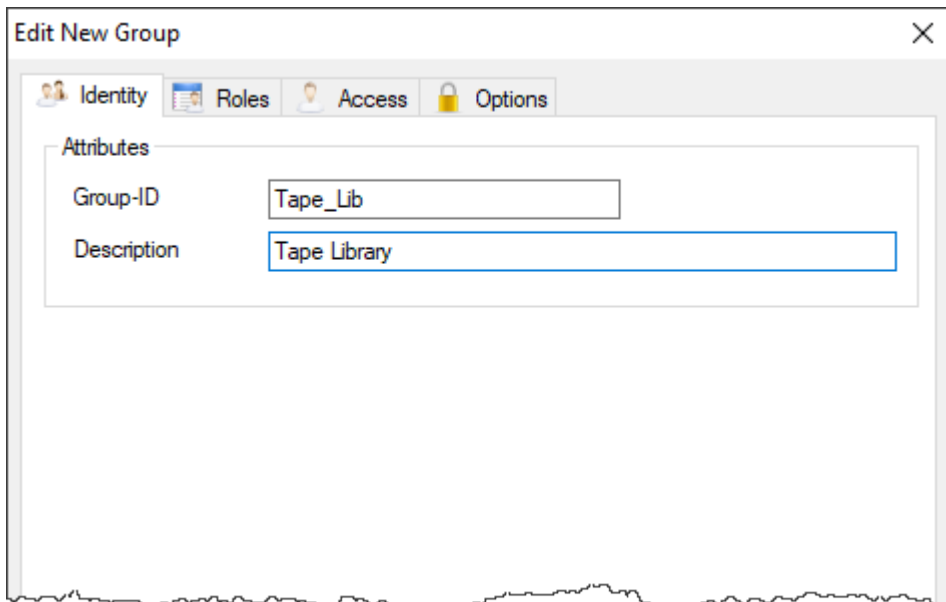 Edit New Group
Identity Roles Access Options
Attributes
Group-ID Tape_Lib
Description Tape Library